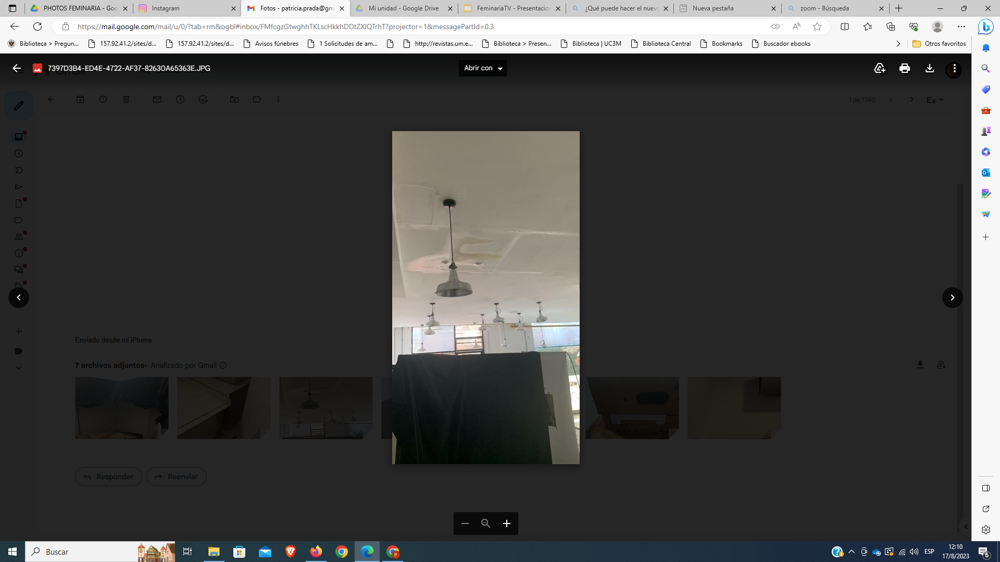 PHOTOS FEMINARIA - Goo
Instagram
Fotos - patricia.prada@gm
Mi unidad - Google Drive
FeminariaTV - Presentacion
¿Qué puede hacer el nuevo
Nueva pestaña
zoom - Búsqueda
https://mail.google.com/mail/u/0/?tab=rm&ogbl#inbox/FMfcgzGtwghhTKLscHkkhDDtZXlQTrhT?projector=1&messagePartId=0.3
Biblioteca > Pregun...
157.92.41.2/sites/d...
157.92.41.2/sites/d...
Avisos fúnebres
1 Solicitudes de am...
http://revistas.um.e...
Biblioteca > Presen...
Biblioteca | UC3M
Biblioteca Central
Bookmarks
Buscador ebooks
Otros favoritos
7397D3B4-ED4E-4722-AF37-82630A65363E.JPG
Abrir con
Gmail
1 de 1.140
Es
Enviado desde mi iPhone
7 archivos adjuntos• Analizado por Gmail
Responder
Reenviar
Buscar
ESP
12:10
17/8/2023
6